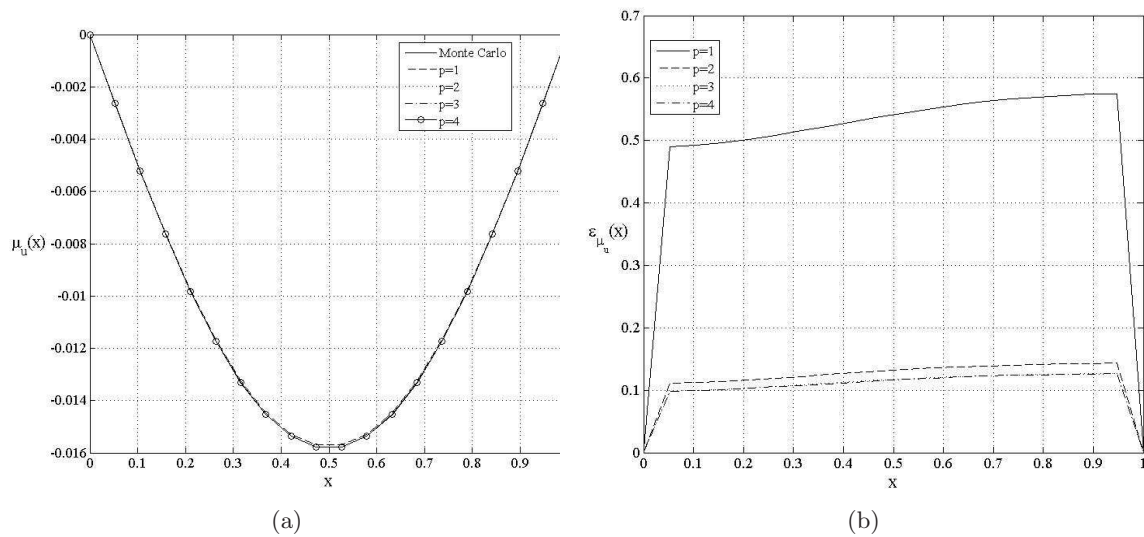 0
-0.002
-0.004
-0.006
-0.008
-0.01
-0.012
-0.014
-0.016
μ_u(x)
0 0.1 0.2 0.3 0.4 0.5 0.6 0.7 0.8 0.9
x
Monte Carlo
p=1
p=2
p=3
p=4
(a)
0.7
0.6
0.5
0.4
0.3
0.2
0.1
0
ε_μ_u(x)
0 0.1 0.2 0.3 0.4 0.5 0.6 0.7 0.8 0.9 1
x
p=1
p=2
p=3
p=4
(b)